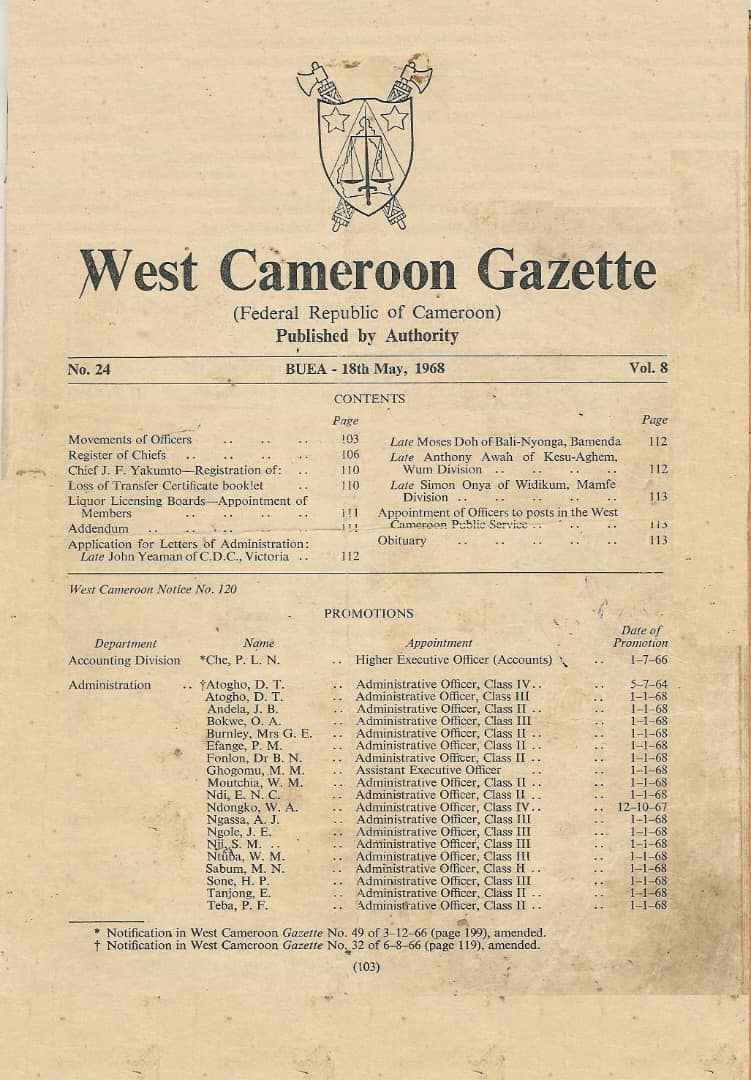 West Cameroon Gazette
(Federal Republic of Cameroon)
Published by Authority
No. 24 BUEA - 18th May, 1968 Vol. 8
CONTENTS
Page
Movements of Officers .. .. .. 103
Register of Chiefs .. .. .. .. 106
Chief J. F. Yakumto—Registration of: .. 110
Loss of Transfer Certificate booklet .. 110
Liquor Licensing Boards—Appointment of
Members .. .. .. .. 111
Addendum .. .. .. .. .. 111
Application for Letters of Administration:
Late John Yeaman of C.D.C., Victoria .. 112
Page
Late Moses Doh of Bali-Nyonga, Bamenda 112
Late Anthony Awah of Kesu-Aghem,
Wum Division .. .. .. .. 112
Late Simon Onya of Widikum, Mamfe
Division .. .. .. .. .. 113
Appointment of Officers to posts in the West
Cameroon Public Service .. .. .. 113
Obituary .. .. .. .. .. 113
West Cameroon Notice No. 120
PROMOTIONS
Department Name Appointment Date of Promotion
Accounting Division *Che, P. L. N. .. Higher Executive Officer (Accounts) .. 1-7-66
Administration .. †Atogho, D. T. .. Administrative Officer, Class IV .. .. 5-7-64
Atogho, D. T. .. Administrative Officer, Class III .. 1-1-68
Andela, J. B. .. Administrative Officer, Class II .. .. 1-1-68
Bokwe, O. A. .. Administrative Officer, Class III .. 1-1-68
Burnley, Mrs G. E. .. Administrative Officer, Class II .. .. 1-1-68
Efange, P. M. .. Administrative Officer, Class II .. .. 1-1-68
Fonlon, Dr B. N. .. Administrative Officer, Class II .. .. 1-1-68
Ghogomu, M. M. .. Assistant Executive Officer .. .. 1-1-68
Moutchia, W. M. .. Administrative Officer, Class II .. .. 1-1-68
Ndi, E. N. C. .. Administrative Officer, Class II .. .. 1-1-68
Ndongko, W. A. .. Administrative Officer, Class IV .. .. 12-10-67
Ngassa, A. J. .. Administrative Officer, Class III .. 1-1-68
Ngole, J. E. .. Administrative Officer, Class III .. 1-1-68
Nji, S. M. .. .. Administrative Officer, Class III .. 1-1-68
Ntuba, W. M. .. Administrative Officer, Class III .. 1-1-68
Sabum, M. N. .. Administrative Officer, Class II .. .. 1-1-68
Sone, H. P. .. Administrative Officer, Class III .. 1-1-68
Tanjong, E. .. Administrative Officer, Class II .. .. 1-1-68
Teba, P. F. .. Administrative Officer, Class II .. .. 1-1-68
* Notification in West Cameroon Gazette No. 49 of 3-12-66 (page 199), amended.
† Notification in West Cameroon Gazette No. 32 of 6-8-66 (page 119), amended.
(103)